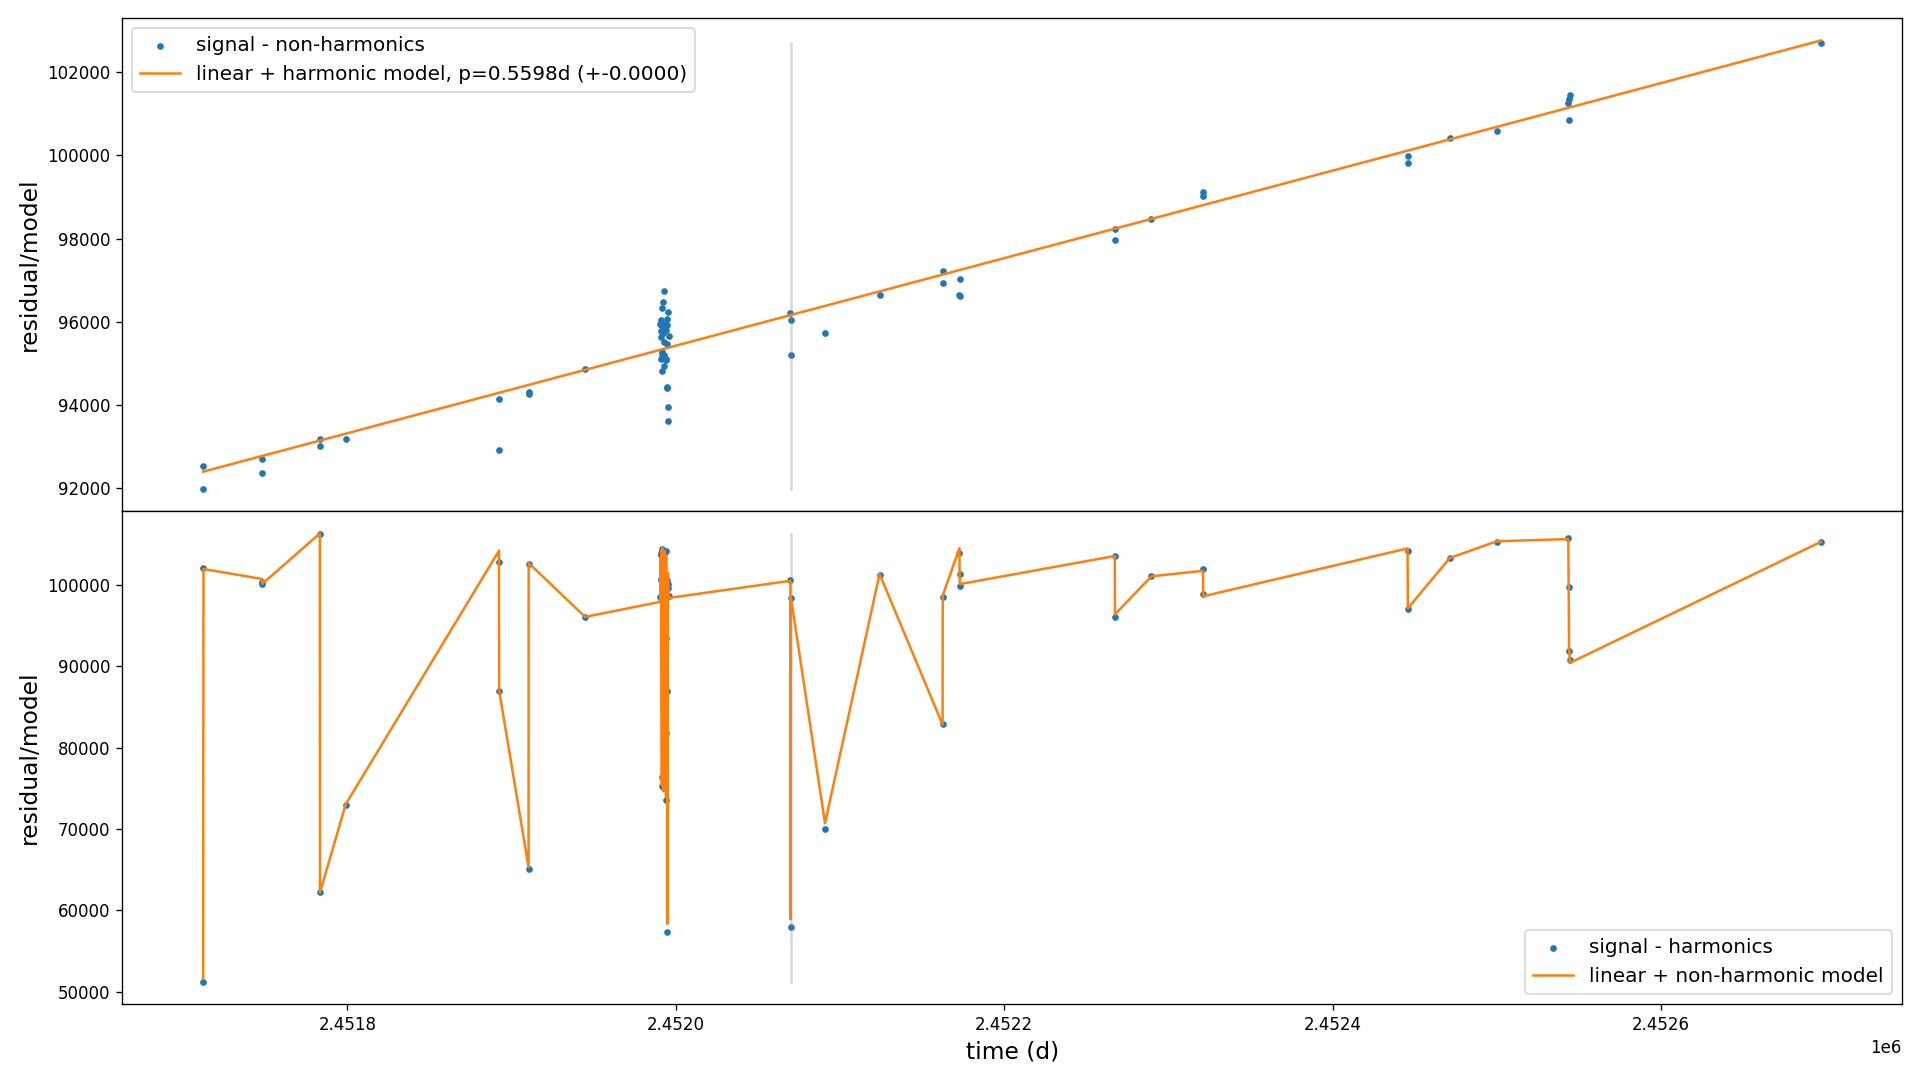 signal - non-harmonics
linear + harmonic model, p=0.5598d (+-0.0000)
102000
100000
98000
96000
94000
92000
residual/model
100000
90000
80000
70000
60000
50000
residual/model
signal - harmonics
linear + non-harmonic model
2.4518 2.4520 2.4522 2.4524 2.4526
time (d)
1e6